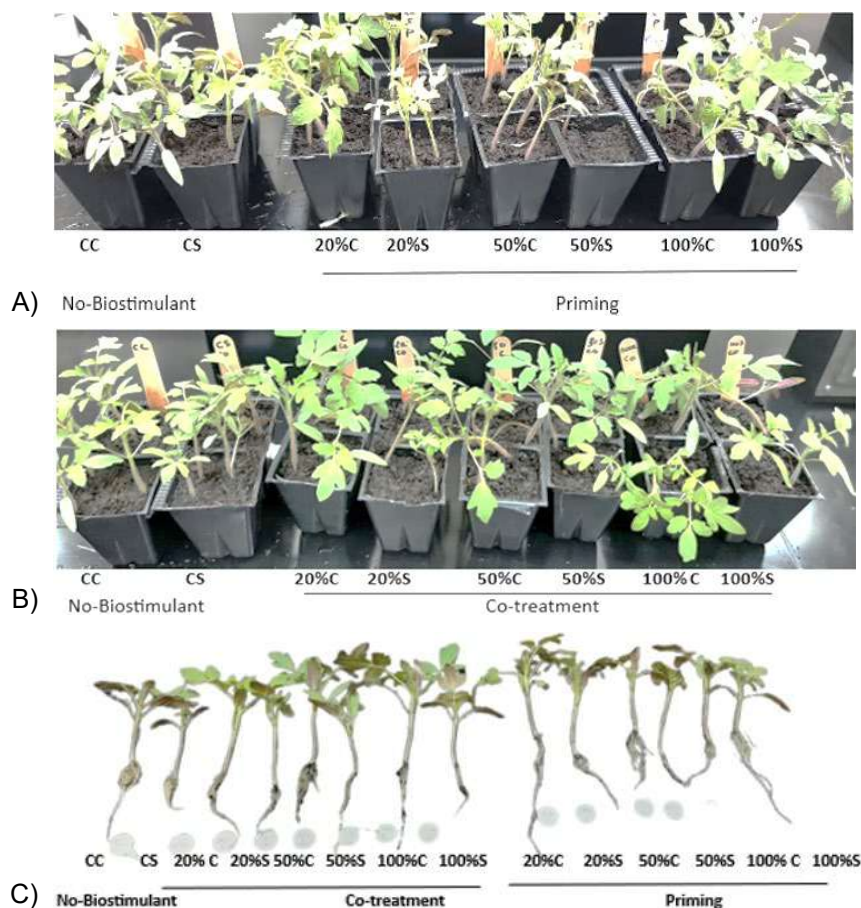 CC CS 20%C 20%S 50%C 50%S 100%C 100%S
A) No-Biostimulant Priming
CC CS 20%C 20%S 50%C 50%S 100% C 100%S
B) No-Biostimulant Co-treatment
CC CS 20% C 20%S 50%C 50%S 100%C 100%S 20%C 20%S 50%C 50%S 100% C 100%S
C) No-Biostimulant Co-treatment Priming